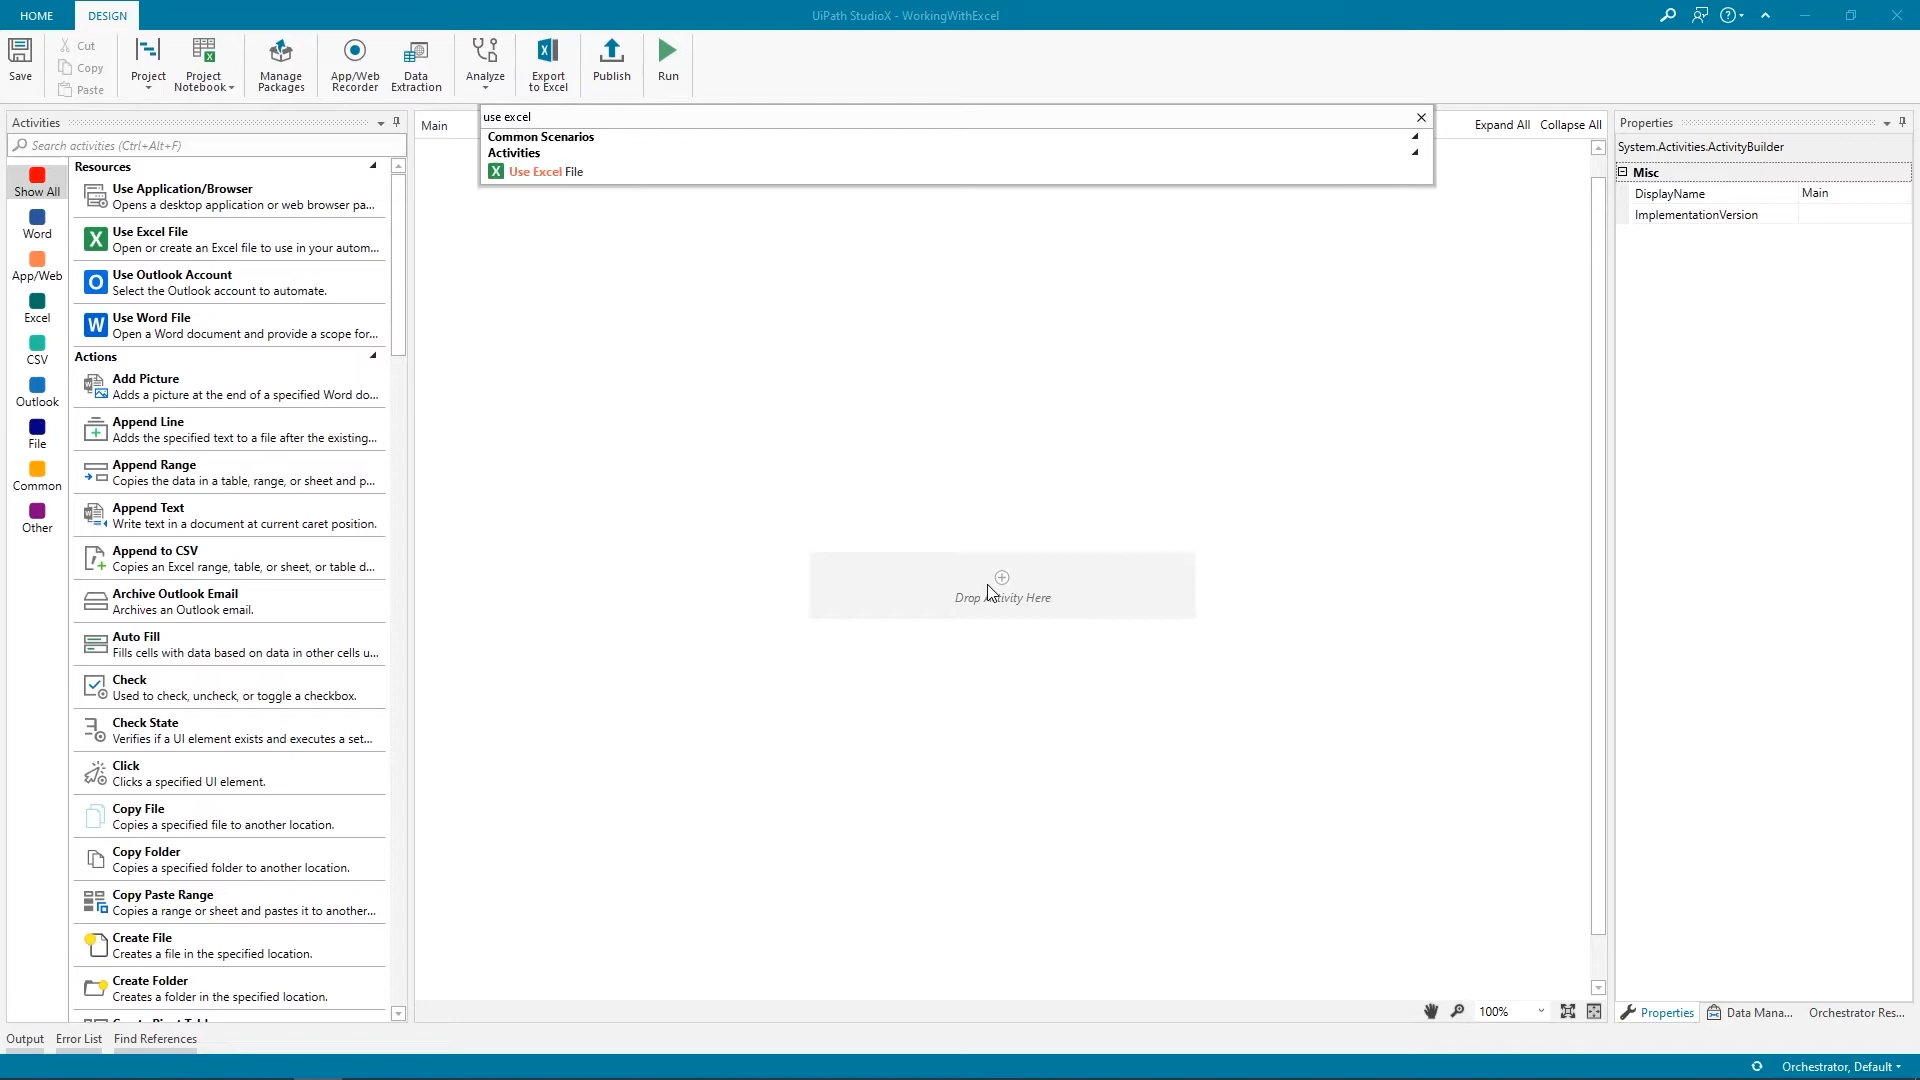 HOME
DESIGN
UiPath StudioX - WorkingWithExcel
Save
Cut
Copy
Paste
Project
Project Notebook
Manage Packages
App/Web Recorder
Data Extraction
Analyze
Export to Excel
Publish
Run
Activities
Search activities (Ctrl+Alt+F)
Show All
Word
App/Web
Excel
CSV
Outlook
File
Common
Other
Resources
Use Application/Browser
Opens a desktop application or web browser pa...
Use Excel File
Open or create an Excel file to use in your autom...
Use Outlook Account
Select the Outlook account to automate.
Use Word File
Open a Word document and provide a scope for...
Actions
Add Picture
Adds a picture at the end of a specified Word do...
Append Line
Adds the specified text to a file after the existing...
Append Range
Copies the data in a table, range, or sheet and p...
Append Text
Write text in a document at current caret position.
Append to CSV
Copies an Excel range, table, or sheet, or table d...
Archive Outlook Email
Archives an Outlook email.
Auto Fill
Fills cells with data based on data in other cells u...
Check
Used to check, uncheck, or toggle a checkbox.
Check State
Verifies if a UI element exists and executes a set...
Click
Clicks a specified UI element.
Copy File
Copies a specified file to another location.
Copy Folder
Copies a specified folder to another location.
Copy Paste Range
Copies a range or sheet and pastes it to another...
Create File
Creates a file in the specified location.
Create Folder
Creates a folder in the specified location.
Main
use excel
Common Scenarios
Activities
Use Excel File
Expand All
Collapse All
Drop Activity Here
100%
Properties
System.Activities.ActivityBuilder
Misc
DisplayName
Main
ImplementationVersion
Properties
Data Mana...
Orchestrator Res...
Output
Error List
Find References
Orchestrator, Default